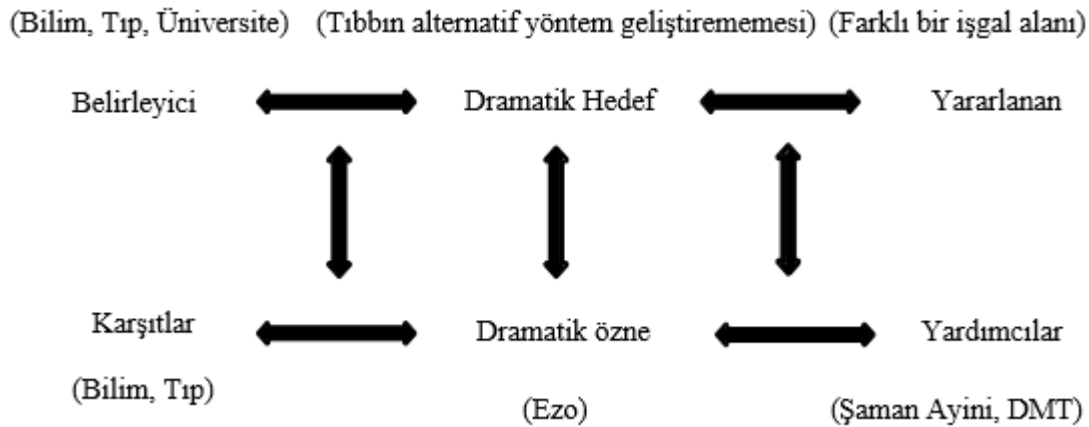 (Bilim, Tıp, Üniversite) (Tıbbın alternatif yöntem geliştirememesi) (Farklı bir işgal alanı)
Belirleyici Dramatik Hedef Yararlanan
Karşıtlar Dramatik özne Yardımcılar
(Bilim, Tıp) (Ezo) (Şaman Ayini, DMT)